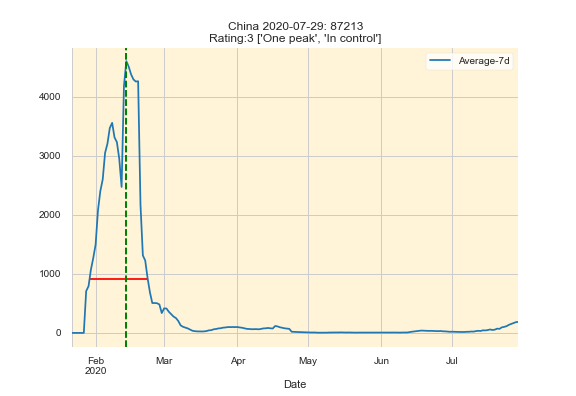 China 2020-07-29: 87213
Rating:3 ['One peak', 'In control']
Average-7d
4000
3000
2000
1000
0
Feb
2020
Mar
Apr
May
Jun
Jul
Date